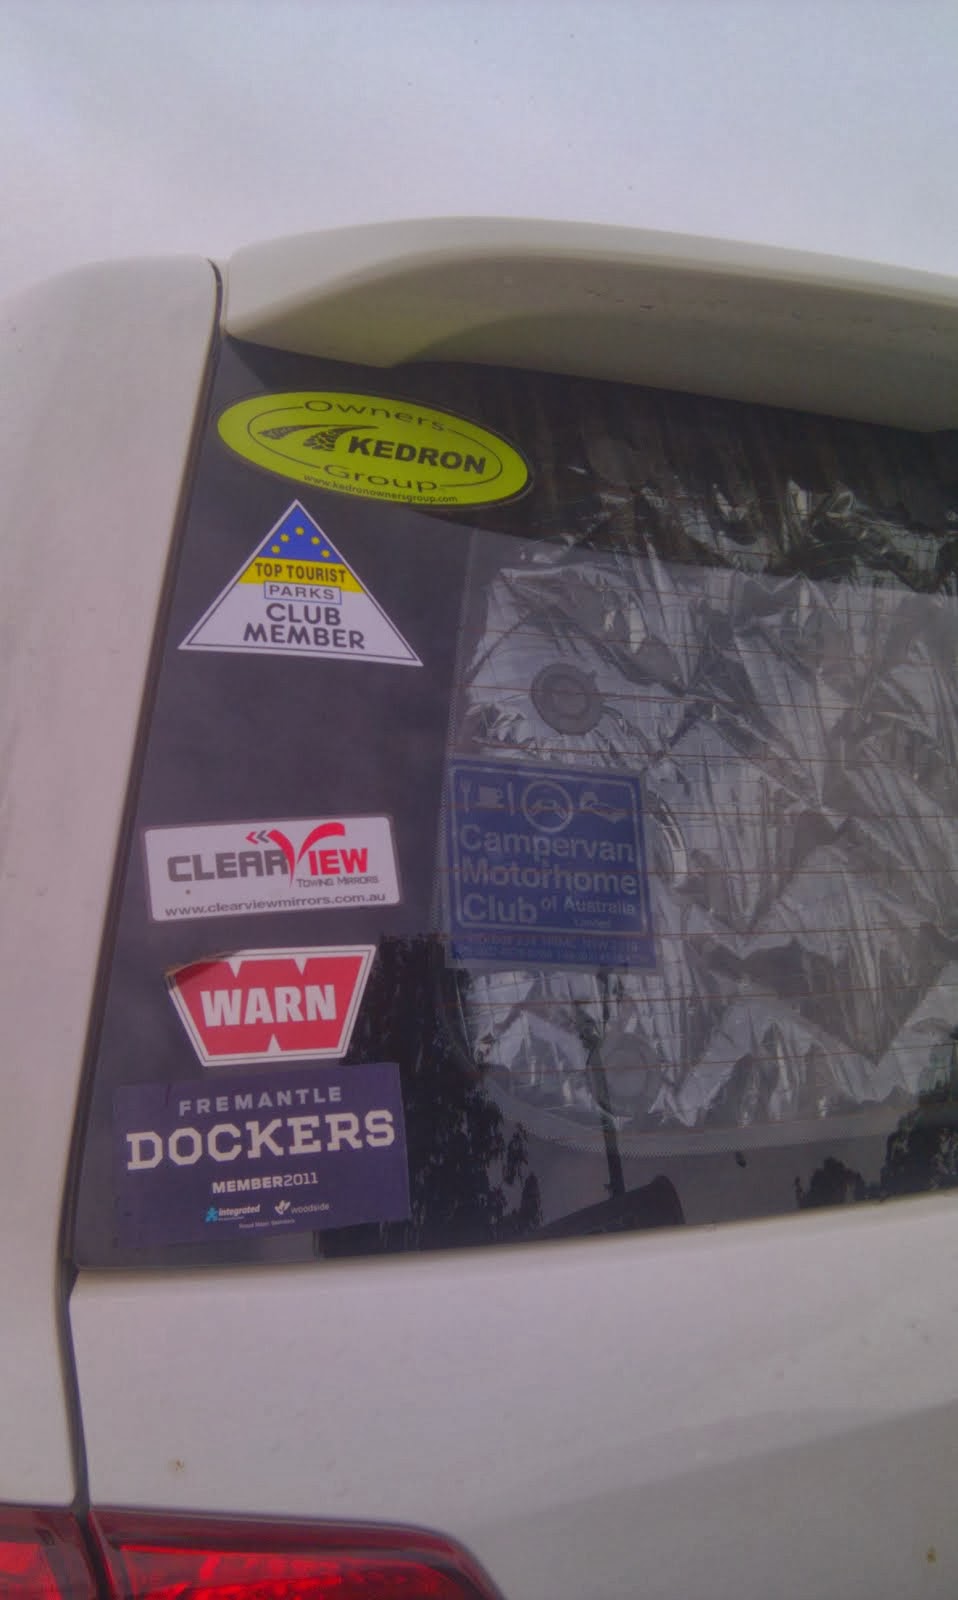 Owners
KEDRON
Group
www.kedronownersgroup.com
TOP TOURIST
PARKS
CLUB
MEMBER
CLEARVIEW
TOWING MIRRORS
www.clearviewmirrors.com.au
Campervan
Motorhome
Club of Australia
Limited
WARN
FREMANTLE
DOCKERS
MEMBER2011
integrated
woodside